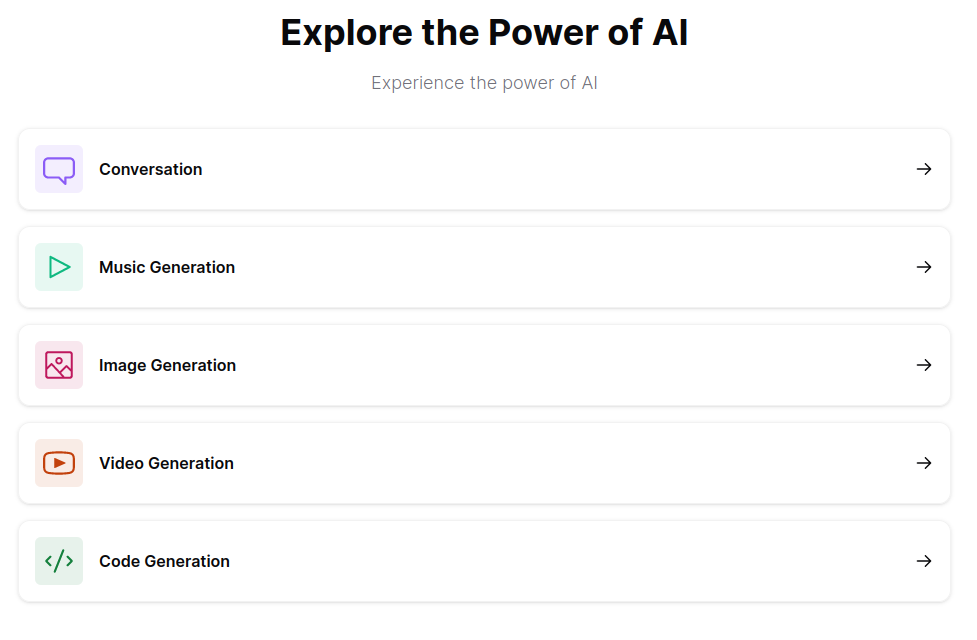 Explore the Power of AI
Experience the power of AI
Conversation
Music Generation
Image Generation
Video Generation
Code Generation